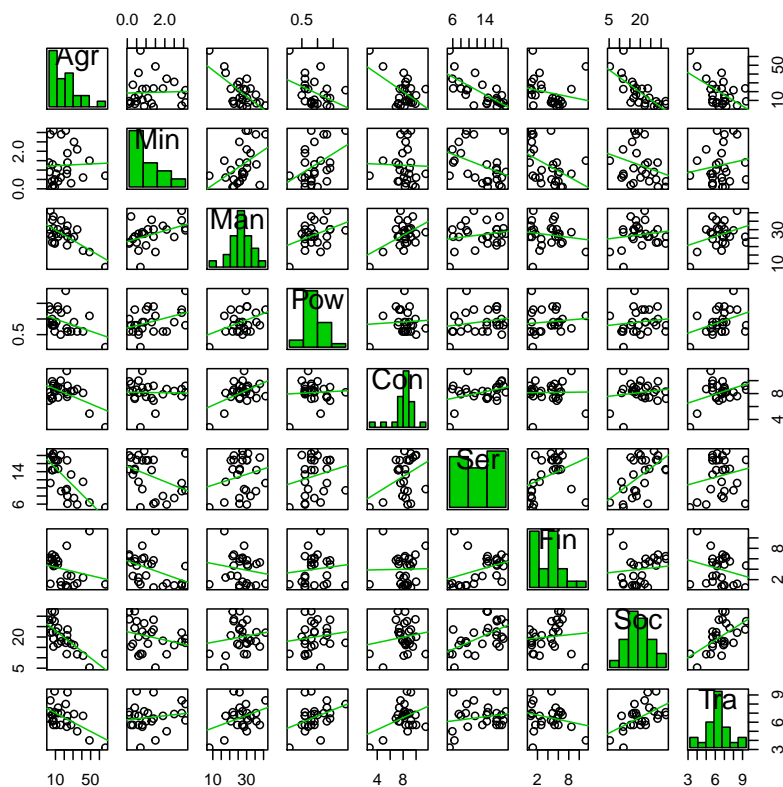 0.0 2.0 0.5 6 14 5 20
Agr 10 50
0.0 2.0 Min
Man 10 30
0.5 Pow
Con 4 8
6 14 Ser
Fin 2 8
5 20 Soc
Tra 3 6 9
10 50 10 30 4 8 2 8 3 6 9